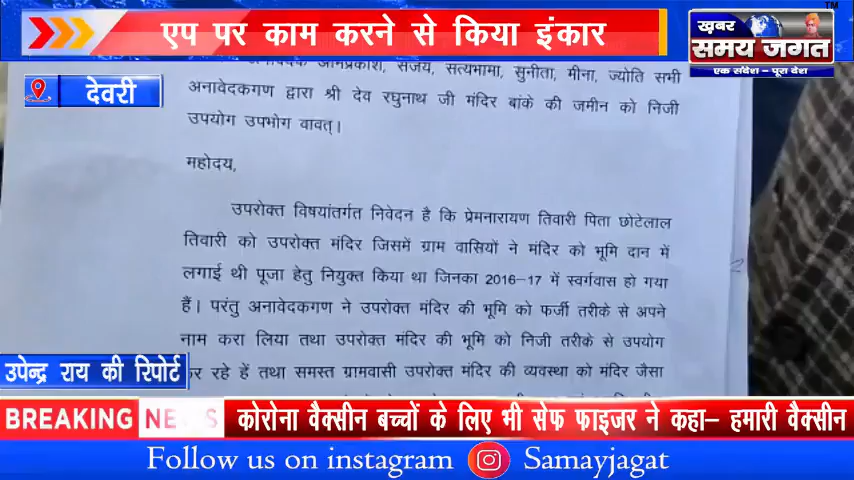 एप पर काम करने से किया इंकार
TM
ख़बर
समय जगत
एक संदेश – पूरा देश
देवरी
संजय, सत्यभामा, सुनीता, मीना, ज्योति सभी
अनावेदकगण द्वारा श्री देव रघुनाथ जी मंदिर बांके की जमीन को निजी
उपयोग उपभोग वावत्।
महोदय,
उपरोक्त विषयांतर्गत निवेदन है कि प्रेमनारायण तिवारी पिता छोटेलाल
तिवारी को उपरोक्त मंदिर जिसमें ग्राम वासियों ने मंदिर को भूमि दान में
लगाई थी पूजा हेतु नियुक्त किया था जिनका 2016–17 में स्वर्गवास हो गया
हैं। परंतु अनावेदकगण ने उपरोक्त मंदिर की भूमि को फर्जी तरीके से अपने
नाम करा लिया तथा उपरोक्त मंदिर की भूमि को निजी तरीके से उपयोग
कर रहे हें तथा समस्त ग्रामवासी उपरोक्त मंदिर की व्यवस्था को मंदिर जैसा
उपेन्द्र राय की रिपोर्ट
BREAKING NEWS
कोरोना वैक्सीन बच्चों के लिए भी सेफ फाइजर ने कहा– हमारी वैक्सीन
Follow us on instagram Samayjagat